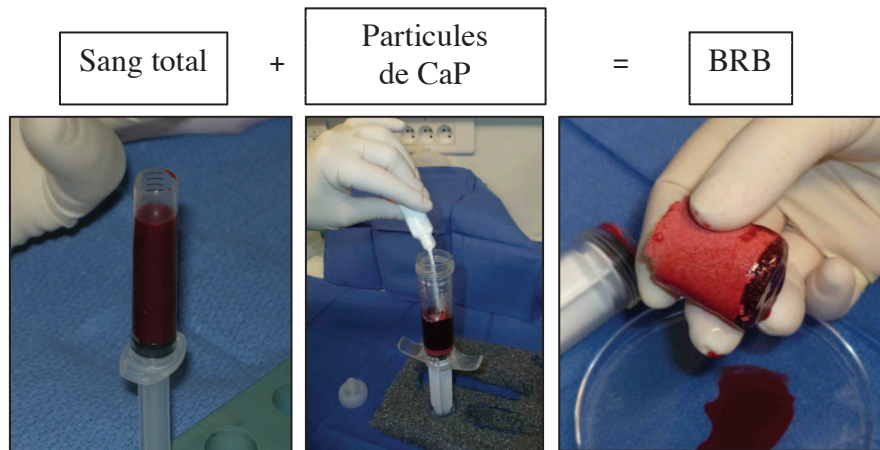 Sang total
+
Particules
de CaP
=
BRB